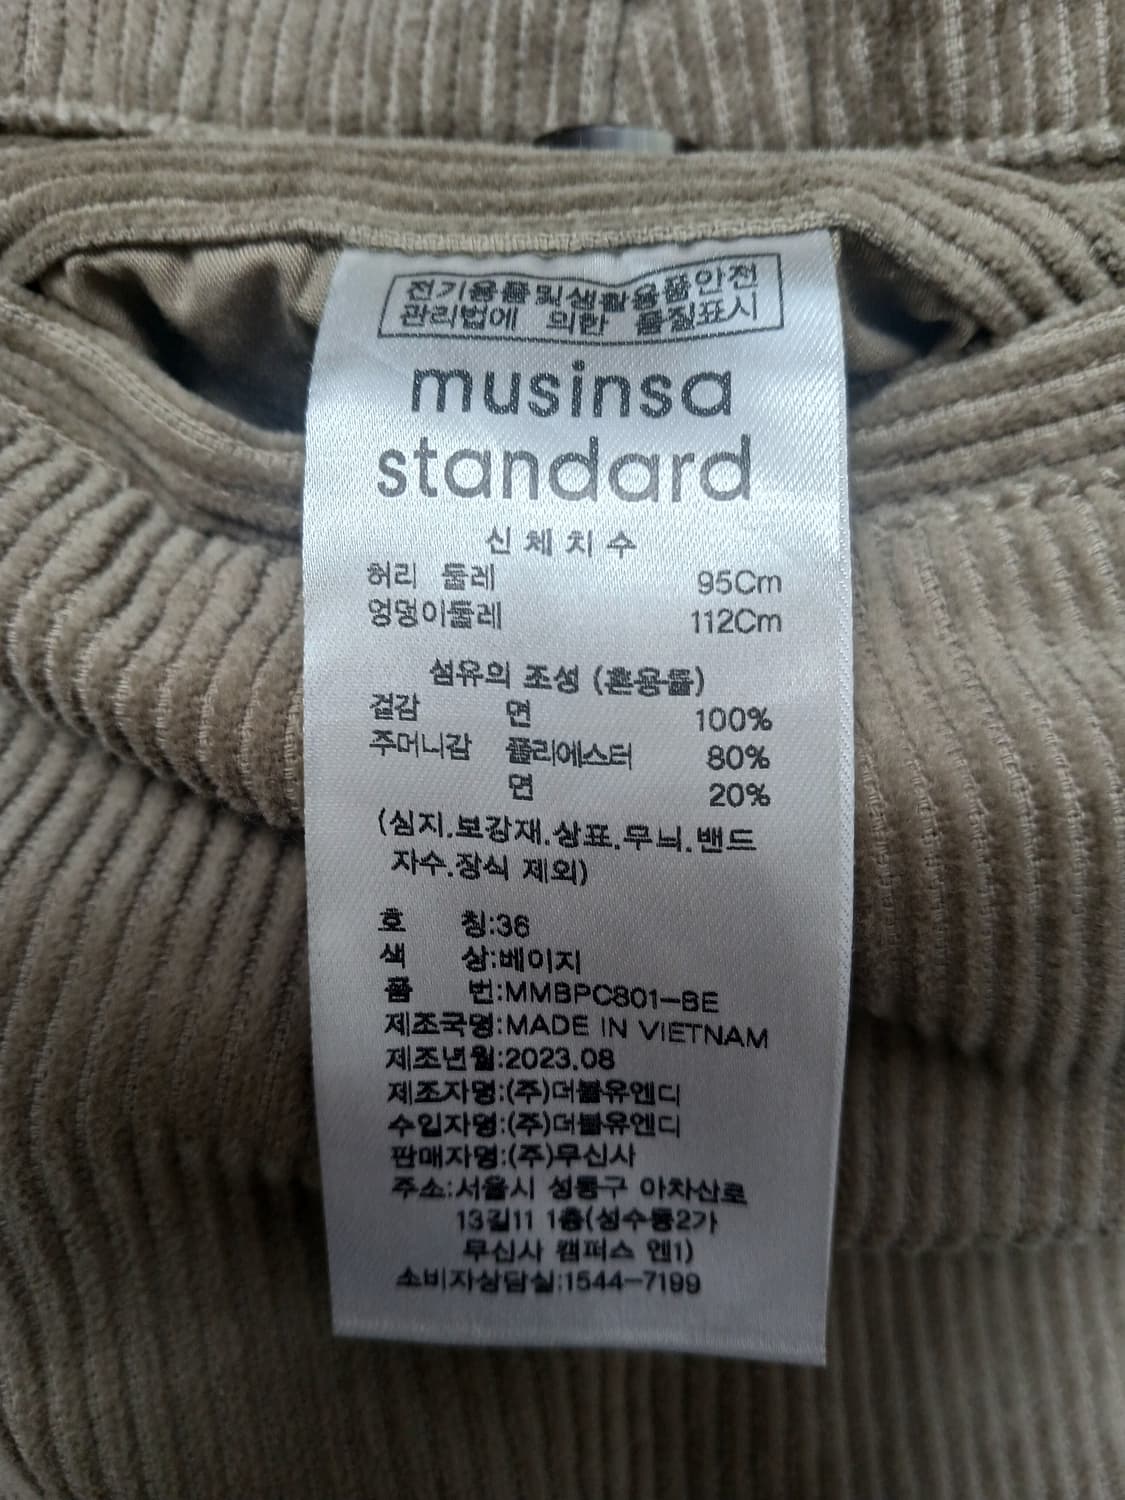 전기용품및생활용품안전
관리법에 의한 품질표시
musinsa
standard
신체치수
허리 둘레 95Cm
엉덩이둘레 112Cm
섬유의 조성 (혼용률)
겉감 면 100%
주머니감 폴리에스터 80%
면 20%
(심지.보강재.상표.무늬.밴드
자수.장식 제외)
호 칭:36
색 상:베이지
품 번:MMBPC801-BE
제조국명:MADE IN VIETNAM
제조년월:2023.08
제조자명:(주)더블유엔디
수입자명:(주)더블유엔디
판매자명:(주)무신사
주소:서울시 성동구 아차산로
13길11 1층(성수동2가
무신사 캠퍼스 엔1)
소비자상담실:1544-7199